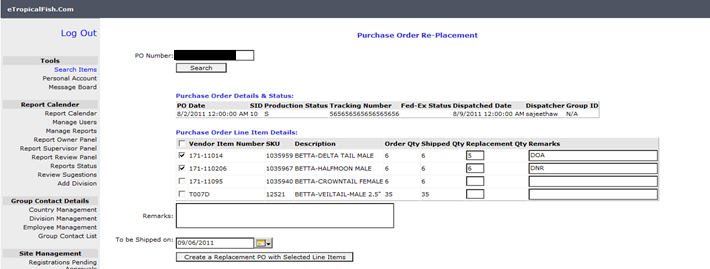 eTropicalFish.Com
Log Out
Tools
Search Items
Personal Account
Message Board
Report Calender
Report Calendar
Manage Users
Manage Reports
Report Owner Panel
Report Supervisor Panel
Report Review Panel
Reports Status
Review Sugestions
Add Division
Group Contact Details
Country Management
Division Management
Employee Management
Group Contact List
Site Management
Registrations Pending
Approvals
Purchase Order Re-Placement
PO Number:
Search
Purchase Order Details & Status:
PO Date SID Production Status Tracking Number Fed-Ex Status Dispatched Date Dispatcher Group ID
8/2/2011 12:00:00 AM 10 S 565656565656565656 8/9/2011 12:00:00 AM sajeethaw N/A
Purchase Order Line Item Details:
Vendor Item Number SKU Description Order Qty Shipped Qty Replacement Qty Remarks
171-11014 1035959 BETTA-DELTA TAIL MALE 6 6 5 DOA
171-110206 1035967 BETTA-HALFMOON MALE 6 6 6 DNR
171-11095 1035940 BETTA-CROWNTAIL FEMALE 6 6
T007D 12521 BETTA-VEILTAIL-MALE 2.5" 35 35
Remarks:
To be Shipped on: 09/06/2011
Create a Replacement PO with Selected Line Items